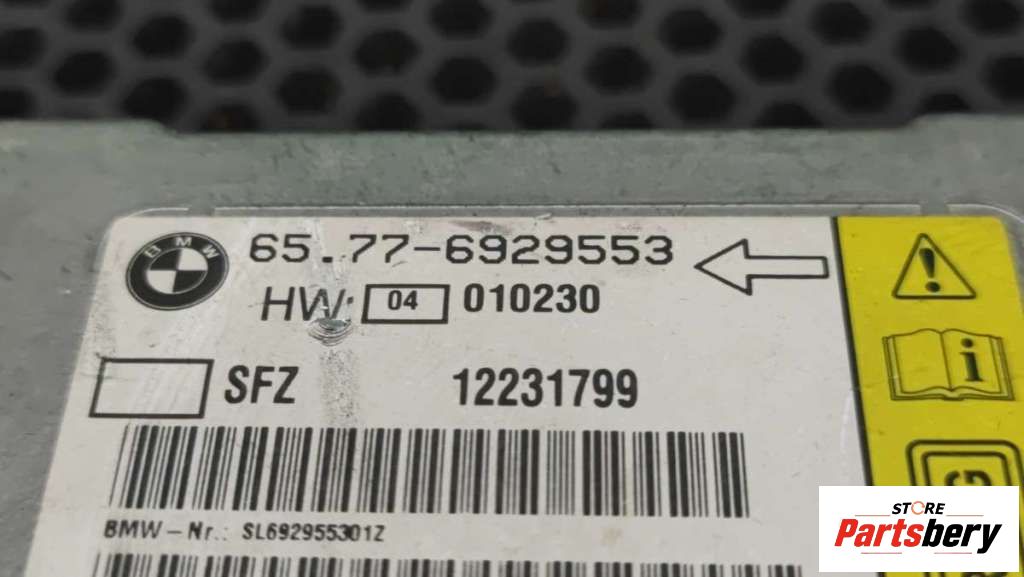 BMW
65.77-6929553
HW: 04 010230
SFZ 12231799
BMW-Nr.: SL692955301Z
STORE
Partsbery